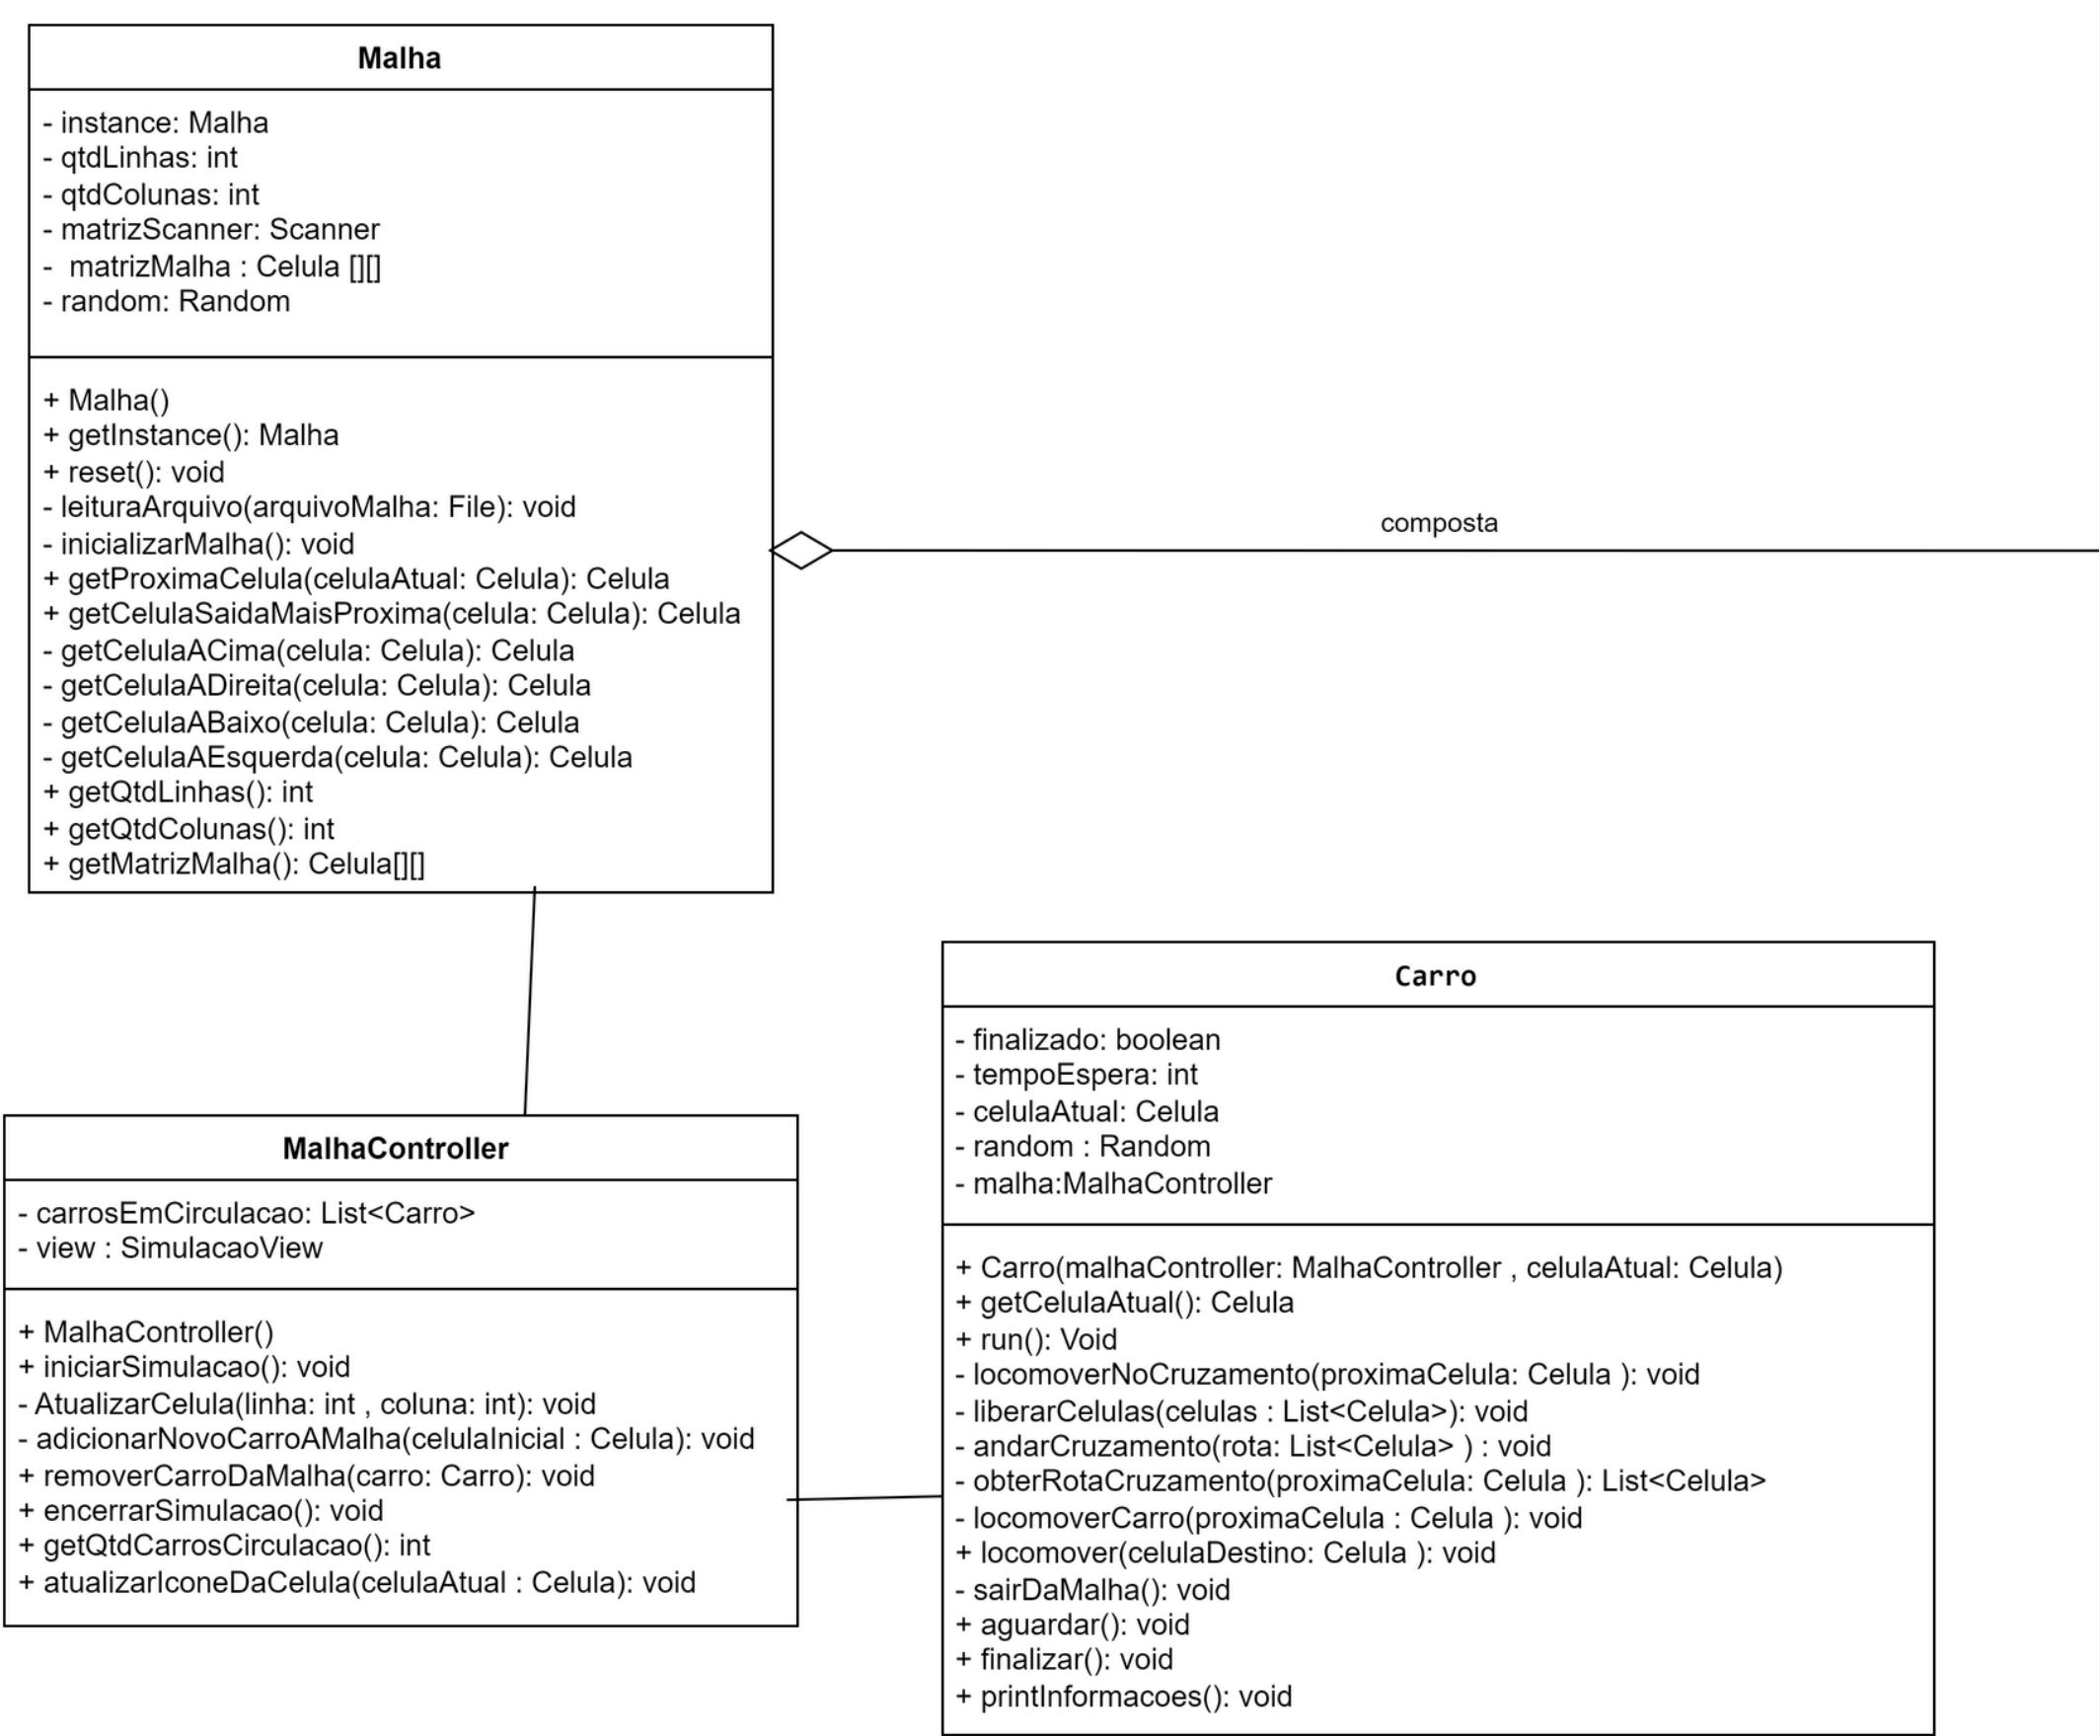 Malha
- instance: Malha
- qtdLinhas: int
- qtdColunas: int
- matrizScanner: Scanner
-  matrizMalha : Celula [][]
- random: Random
+ Malha()
+ getInstance(): Malha
+ reset(): void
- leituraArquivo(arquivoMalha: File): void
- inicializarMalha(): void
+ getProximaCelula(celulaAtual: Celula): Celula
+ getCelulaSaidaMaisProxima(celula: Celula): Celula
- getCelulaACima(celula: Celula): Celula
- getCelulaADireita(celula: Celula): Celula
- getCelulaABaixo(celula: Celula): Celula
- getCelulaAEsquerda(celula: Celula): Celula
+ getQtdLinhas(): int
+ getQtdColunas(): int
+ getMatrizMalha(): Celula[][]
composta
MalhaController
- carrosEmCirculacao: List<Carro>
- view : SimulacaoView
+ MalhaController()
+ iniciarSimulacao(): void
- AtualizarCelula(linha: int , coluna: int): void
- adicionarNovoCarroAMalha(celulaInicial : Celula): void
+ removerCarroDaMalha(carro: Carro): void
+ encerrarSimulacao(): void
+ getQtdCarrosCirculacao(): int
+ atualizarIconeDaCelula(celulaAtual : Celula): void
Carro
- finalizado: boolean
- tempoEspera: int
- celulaAtual: Celula
- random : Random
- malha:MalhaController
+ Carro(malhaController: MalhaController , celulaAtual: Celula)
+ getCelulaAtual(): Celula
+ run(): Void
- locomoverNoCruzamento(proximaCelula: Celula ): void
- liberarCelulas(celulas : List<Celula>): void
- andarCruzamento(rota: List<Celula> ) : void
- obterRotaCruzamento(proximaCelula: Celula ): List<Celula>
- locomoverCarro(proximaCelula : Celula ): void
+ locomover(celulaDestino: Celula ): void
- sairDaMalha(): void
+ aguardar(): void
+ finalizar(): void
+ printInformacoes(): void